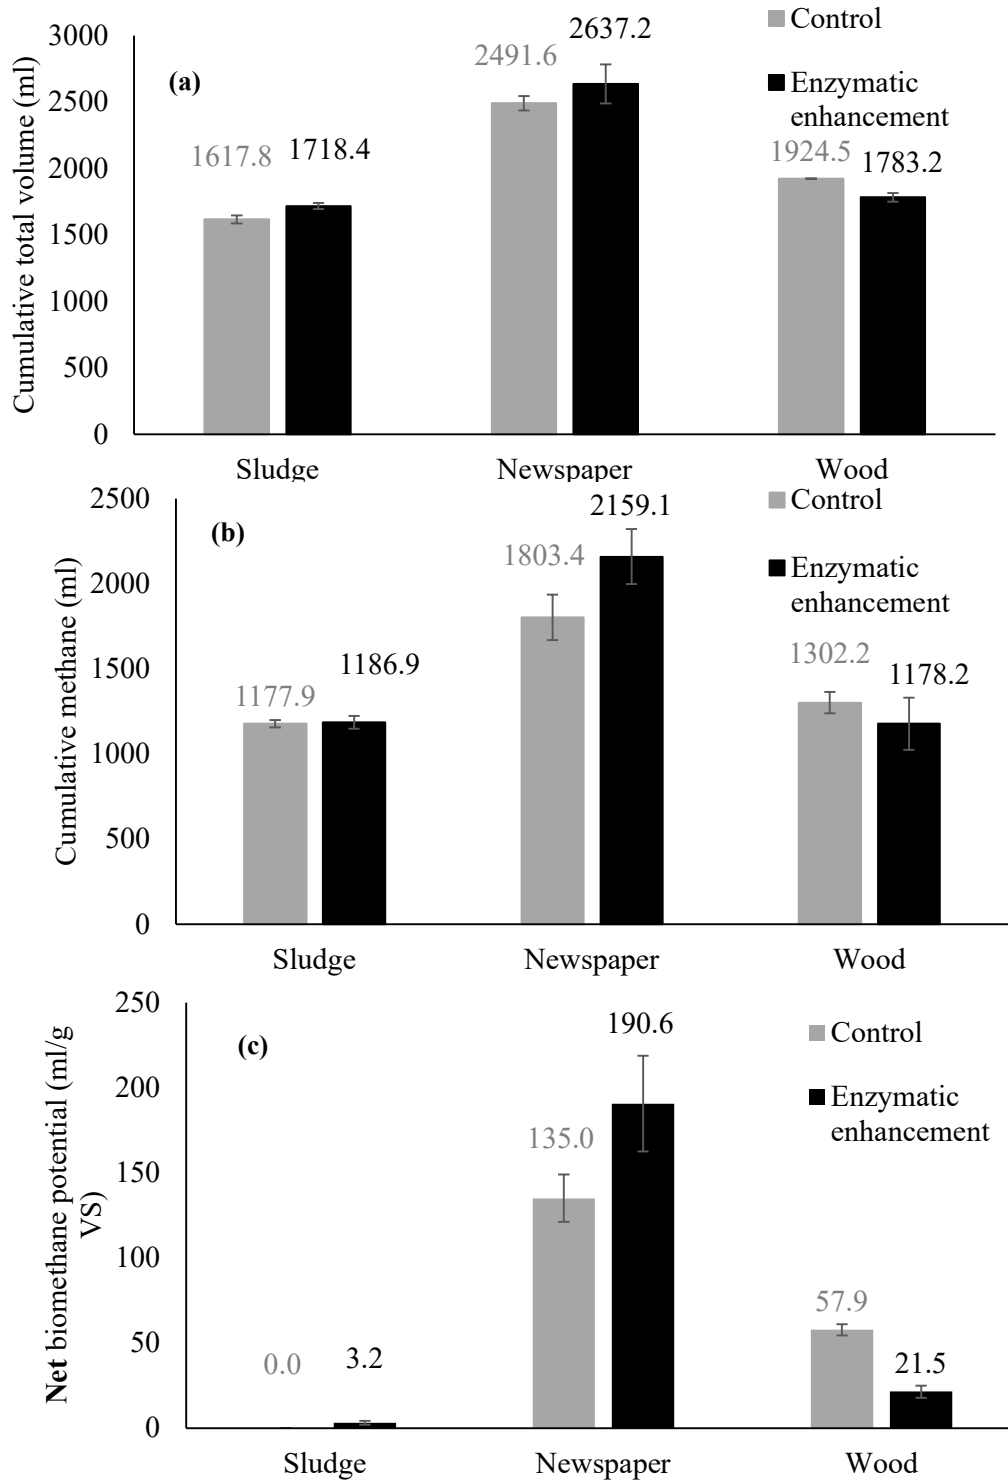 Cumulative total volume (ml)
3000
2500
2000
1500
1000
500
0
(a)
1617.8
1718.4
2491.6
2637.2
1924.5
1783.2
Control
Enzymatic
enhancement
Sludge
Newspaper
Wood
Cumulative methane (ml)
2500
2000
1500
1000
500
0
(b)
1177.9
1186.9
1803.4
2159.1
1302.2
1178.2
Control
Enzymatic
enhancement
Sludge
Newspaper
Wood
Net biomethane potential (ml/g
VS)
250
200
150
100
50
0
(c)
0.0
3.2
135.0
190.6
57.9
21.5
Control
Enzymatic
enhancement
Sludge
Newspaper
Wood